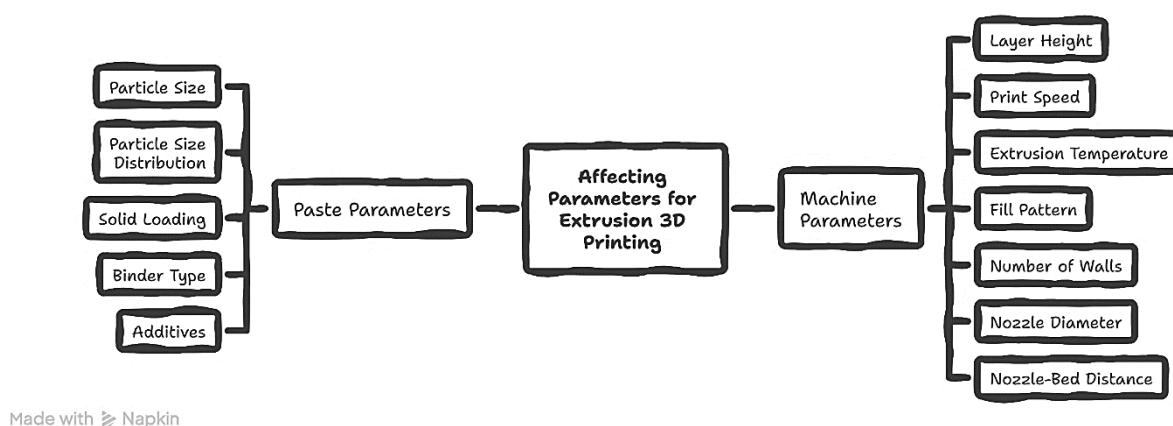 Particle Size
Particle Size
Distribution
Solid Loading
Binder Type
Additives
Paste Parameters
Affecting
Parameters for
Extrusion 3D
Printing
Machine
Parameters
Layer Height
Print Speed
Extrusion Temperature
Fill Pattern
Number of Walls
Nozzle Diameter
Nozzle-Bed Distance
Made with Napkin